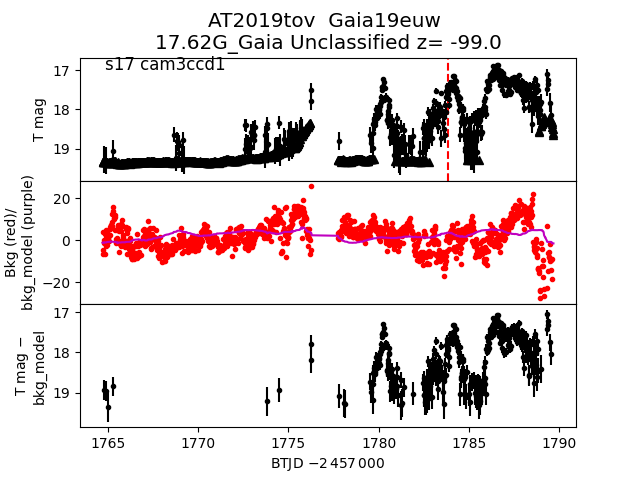 AT2019tov  Gaia19euw
17.62G_Gaia Unclassified z= -99.0
s17 cam3ccd1
T mag
17
18
19
Bkg (red)/
bkg_model (purple)
20
0
−20
T mag −
bkg_model
17
18
19
1765 1770 1775 1780 1785 1790
BTJD −2 457 000